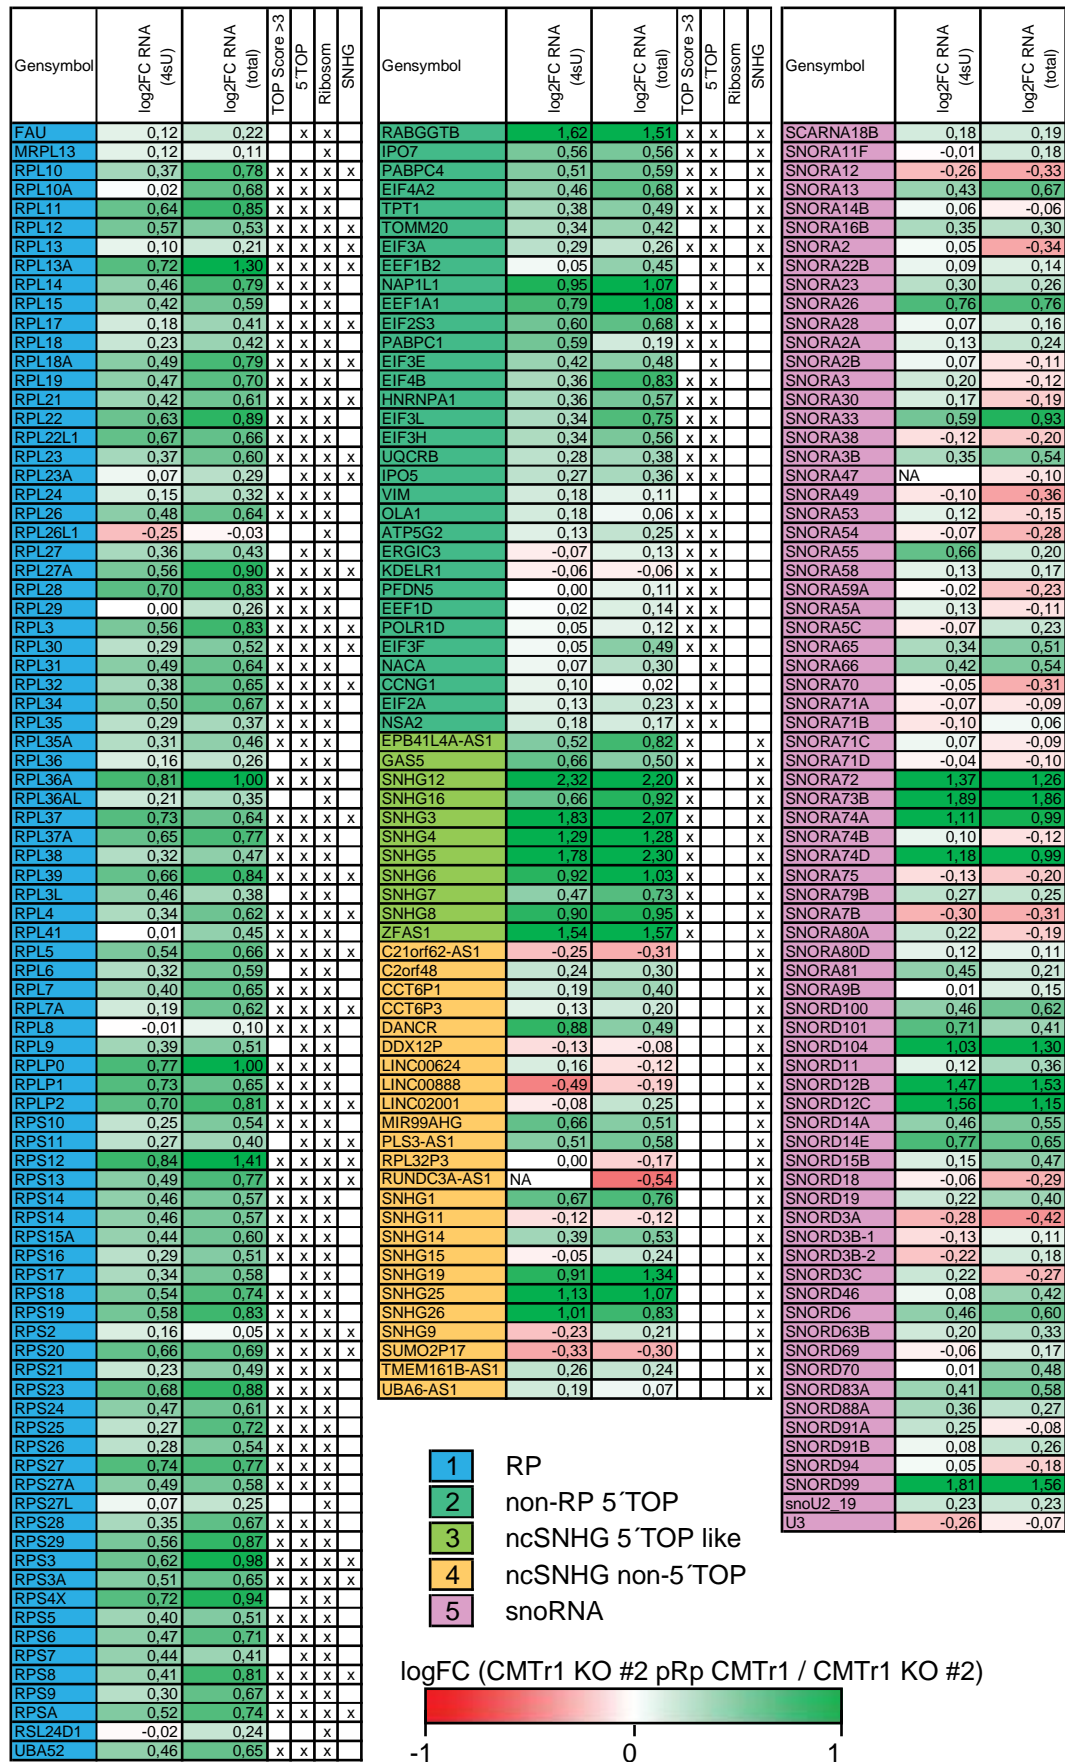 Gensymbol log2FC RNA (4sU) log2FC RNA (total) TOP Score >3 5´TOP Ribosom SNHG
FAU 0,12 0,22 x x
MRPL13 0,12 0,11 x
RPL10 0,37 0,78 x x x x
RPL10A 0,02 0,68 x x x
RPL11 0,64 0,85 x x x
RPL12 0,57 0,53 x x x x
RPL13 0,10 0,21 x x x x
RPL13A 0,72 1,30 x x x x
RPL14 0,46 0,79 x x x
RPL15 0,42 0,59 x x
RPL17 0,18 0,41 x x x x
RPL18 0,23 0,42 x x x
RPL18A 0,49 0,79 x x x x
RPL19 0,47 0,70 x x x
RPL21 0,42 0,61 x x x x
RPL22 0,63 0,89 x x x
RPL22L1 0,67 0,66 x x x
RPL23 0,37 0,60 x x x x
RPL23A 0,07 0,29 x x x
RPL24 0,15 0,32 x x x
RPL26 0,48 0,64 x x x
RPL26L1 -0,25 -0,03 x
RPL27 0,36 0,43 x x
RPL27A 0,56 0,90 x x x x
RPL28 0,70 0,83 x x x
RPL29 0,00 0,26 x x x
RPL3 0,56 0,83 x x x x
RPL30 0,29 0,52 x x x x
RPL31 0,49 0,64 x x x
RPL32 0,38 0,65 x x x x
RPL34 0,50 0,67 x x x
RPL35 0,29 0,37 x x x
RPL35A 0,31 0,46 x x x
RPL36 0,16 0,26 x x
RPL36A 0,81 1,00 x x x
RPL36AL 0,21 0,35 x
RPL37 0,73 0,64 x x x x
RPL37A 0,65 0,77 x x x
RPL38 0,32 0,47 x x x
RPL39 0,66 0,84 x x x x
RPL3L 0,46 0,38 x
RPL4 0,34 0,62 x x x x
RPL41 0,01 0,45 x x x
RPL5 0,54 0,66 x x x x
RPL6 0,32 0,59 x x
RPL7 0,40 0,65 x x x
RPL7A 0,19 0,62 x x x x
RPL8 -0,01 0,10 x x x
RPL9 0,39 0,51 x x
RPLP0 0,77 1,00 x x x
RPLP1 0,73 0,65 x x x
RPLP2 0,70 0,81 x x x x
RPS10 0,25 0,54 x x x
RPS11 0,27 0,40 x x x
RPS12 0,84 1,41 x x x x
RPS13 0,49 0,77 x x x x
RPS14 0,46 0,57 x x x
RPS14 0,46 0,57 x x x
RPS15A 0,44 0,60 x x x
RPS16 0,29 0,51 x x x
RPS17 0,34 0,58 x x
RPS18 0,54 0,74 x x x
RPS19 0,58 0,83 x x x
RPS2 0,16 0,05 x x x x
RPS20 0,66 0,69 x x x x
RPS21 0,23 0,49 x x x
RPS23 0,68 0,88 x x x
RPS24 0,47 0,61 x x x
RPS25 0,27 0,72 x x x
RPS26 0,28 0,54 x x x
RPS27 0,74 0,77 x x x
RPS27A 0,49 0,58 x x x
RPS27L 0,07 0,25 x
RPS28 0,35 0,67 x x x
RPS29 0,56 0,87 x x x
RPS3 0,62 0,98 x x x x
RPS3A 0,51 0,65 x x x x
RPS4X 0,72 0,94 x x
RPS5 0,40 0,51 x x x
RPS6 0,47 0,71 x x x
RPS7 0,44 0,41 x x
RPS8 0,41 0,81 x x x x
RPS9 0,30 0,67 x x x
RPSA 0,52 0,74 x x x x
RSL24D1 -0,02 0,24 x
UBA52 0,46 0,65 x x x
Gensymbol log2FC RNA (4sU) log2FC RNA (total) TOP Score >3 5´TOP Ribosom SNHG
RABGGTB 1,62 1,51 x x x
IPO7 0,56 0,56 x x x
PABPC4 0,51 0,59 x x x
EIF4A2 0,46 0,68 x x x
TPT1 0,38 0,49 x x x
TOMM20 0,34 0,42 x x
EIF3A 0,29 0,26 x x x
EEF1B2 0,05 0,45 x x
NAP1L1 0,95 1,07 x
EEF1A1 0,79 1,08 x x
EIF2S3 0,60 0,68 x x
PABPC1 0,59 0,19 x x
EIF3E 0,42 0,48 x
EIF4B 0,36 0,83 x x
HNRNPA1 0,36 0,57 x x
EIF3L 0,34 0,75 x x
EIF3H 0,34 0,56 x x
UQCRB 0,28 0,38 x x
IPO5 0,27 0,36 x x
VIM 0,18 0,11 x
OLA1 0,18 0,06 x x
ATP5G2 0,13 0,25 x x
ERGIC3 -0,07 0,13 x x
KDELR1 -0,06 -0,06 x x
PFDN5 0,00 0,11 x x
EEF1D 0,02 0,14 x x
POLR1D 0,05 0,12 x x
EIF3F 0,05 0,49 x x
NACA 0,07 0,30 x
CCNG1 0,10 0,02 x
EIF2A 0,13 0,23 x x
NSA2 0,18 0,17 x x
EPB41L4A-AS1 0,52 0,82 x x
GAS5 0,66 0,50 x x
SNHG12 2,32 2,20 x x
SNHG16 0,66 0,92 x x
SNHG3 1,83 2,07 x x
SNHG4 1,29 1,28 x x
SNHG5 1,78 2,30 x x
SNHG6 0,92 1,03 x x
SNHG7 0,47 0,73 x x
SNHG8 0,90 0,95 x x
ZFAS1 1,54 1,57 x x
C21orf62-AS1 -0,25 -0,31 x
C2orf48 0,24 0,30 x
CCT6P1 0,19 0,40 x
CCT6P3 0,13 0,20 x
DANCR 0,88 0,49 x
DDX12P -0,13 -0,08 x
LINC00624 0,16 -0,12 x
LINC00888 -0,49 -0,19 x
LINC02001 -0,08 0,25 x
MIR99AHG 0,66 0,51 x
PLS3-AS1 0,51 0,58 x
RPL32P3 0,00 -0,17 x
RUNDC3A-AS1 NA -0,54 x
SNHG1 0,67 0,76 x
SNHG11 -0,12 -0,12 x
SNHG14 0,39 0,53 x
SNHG15 -0,05 0,24 x
SNHG19 0,91 1,34 x
SNHG25 1,13 1,07 x
SNHG26 1,01 0,83 x
SNHG9 -0,23 0,21 x
SUMO2P17 -0,33 -0,30 x
TMEM161B-AS1 0,26 0,24 x
UBA6-AS1 0,19 0,07 x
Gensymbol log2FC RNA (4sU) log2FC RNA (total)
SCARNA18B 0,18 0,19
SNORA11F -0,01 0,18
SNORA12 -0,26 -0,33
SNORA13 0,43 0,67
SNORA14B 0,06 -0,06
SNORA16B 0,35 0,30
SNORA2 0,05 -0,34
SNORA22B 0,09 0,14
SNORA23 0,30 0,26
SNORA26 0,76 0,76
SNORA28 0,07 0,16
SNORA2A 0,13 0,24
SNORA2B 0,07 -0,11
SNORA3 0,20 -0,12
SNORA30 0,17 -0,19
SNORA33 0,59 0,93
SNORA38 -0,12 -0,20
SNORA3B 0,35 0,54
SNORA47 NA -0,10
SNORA49 -0,10 -0,36
SNORA53 0,12 -0,15
SNORA54 -0,07 -0,28
SNORA55 0,66 0,20
SNORA58 0,13 0,17
SNORA59A -0,02 -0,23
SNORA5A 0,13 -0,11
SNORA5C -0,07 0,23
SNORA65 0,34 0,51
SNORA66 0,42 0,54
SNORA70 -0,05 -0,31
SNORA71A -0,07 -0,09
SNORA71B -0,10 0,06
SNORA71C 0,07 -0,09
SNORA71D -0,04 -0,10
SNORA72 1,37 1,26
SNORA73B 1,89 1,86
SNORA74A 1,11 0,99
SNORA74B 0,10 -0,12
SNORA74D 1,18 0,99
SNORA75 -0,13 -0,20
SNORA79B 0,27 0,25
SNORA7B -0,30 -0,31
SNORA80A 0,22 -0,19
SNORA80D 0,12 0,11
SNORA81 0,45 0,21
SNORA9B 0,01 0,15
SNORD100 0,46 0,62
SNORD101 0,71 0,41
SNORD104 1,03 1,30
SNORD11 0,12 0,36
SNORD12B 1,47 1,53
SNORD12C 1,56 1,15
SNORD14A 0,46 0,55
SNORD14E 0,77 0,65
SNORD15B 0,15 0,47
SNORD18 -0,06 -0,29
SNORD19 0,22 0,40
SNORD3A -0,28 -0,42
SNORD3B-1 -0,13 0,11
SNORD3B-2 -0,22 0,18
SNORD3C 0,22 -0,27
SNORD46 0,08 0,42
SNORD6 0,46 0,60
SNORD63B 0,20 0,33
SNORD69 -0,06 0,17
SNORD70 0,01 0,48
SNORD83A 0,41 0,58
SNORD88A 0,36 0,27
SNORD91A 0,25 -0,08
SNORD91B 0,08 0,26
SNORD94 0,05 -0,18
SNORD99 1,81 1,56
snoU2_19 0,23 0,23
U3 -0,26 -0,07
1 RP
2 non-RP 5´TOP
3 ncSNHG 5´TOP like
4 ncSNHG non-5´TOP
5 snoRNA
logFC (CMTr1 KO #2 pRp CMTr1 / CMTr1 KO #2)
-1 0 1